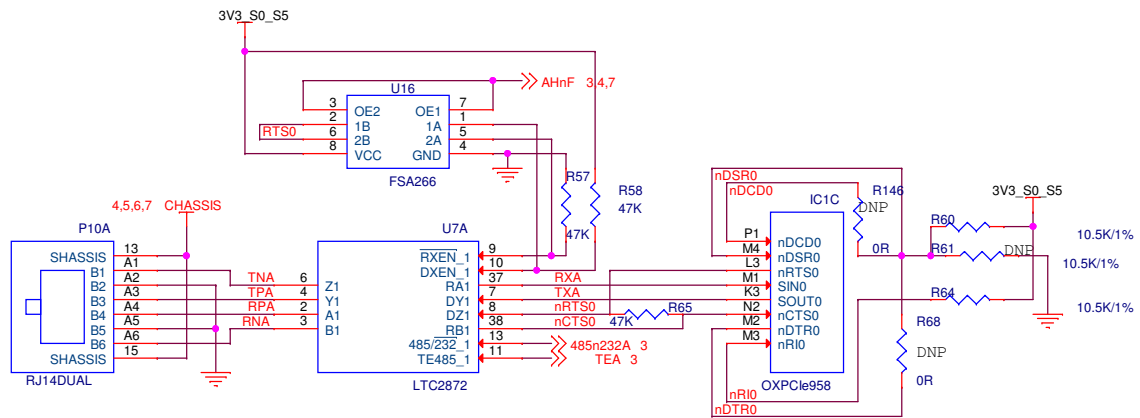 3V3_S0_S5
AHnF 3,4,7
U16
3 OE2 OE1 7
2 1B 1A 1
RTS0 6 2B 2A 5
8 VCC GND 4
FSA266
R57
47K
R58
47K
4,5,6,7 CHASSIS
P10A
SHASSIS 13
B1 A1
B2 A2
B3 A3
B4 A4
B5 A5
B6 A6
SHASSIS 15
RJ14DUAL
TNA
TPA
RPA
RNA
U7A
6 Z1
4 Y1
2 A1
3 B1
RXEN_1 9
DXEN_1 10
RA1 37
DY1 7
DZ1 8
RB1 38
485/232_1 13
TE485_1 11
LTC2872
RXA
TXA
nRTS0
nCTS0
R65
47K
485n232A 3
TEA 3
nDSR0
nDCD0
IC1C
P1 nDCD0
M4 nDSR0
L3 nRTS0
M1 SIN0
K3 SOUT0
N2 nCTS0
M2 nDTR0
M3 nRI0
OXPCIe958
nRI0
nDTR0
R146
DNP
0R
3V3_S0_S5
R60
10.5K/1%
R61
DNP
10.5K/1%
R64
10.5K/1%
R68
DNP
0R